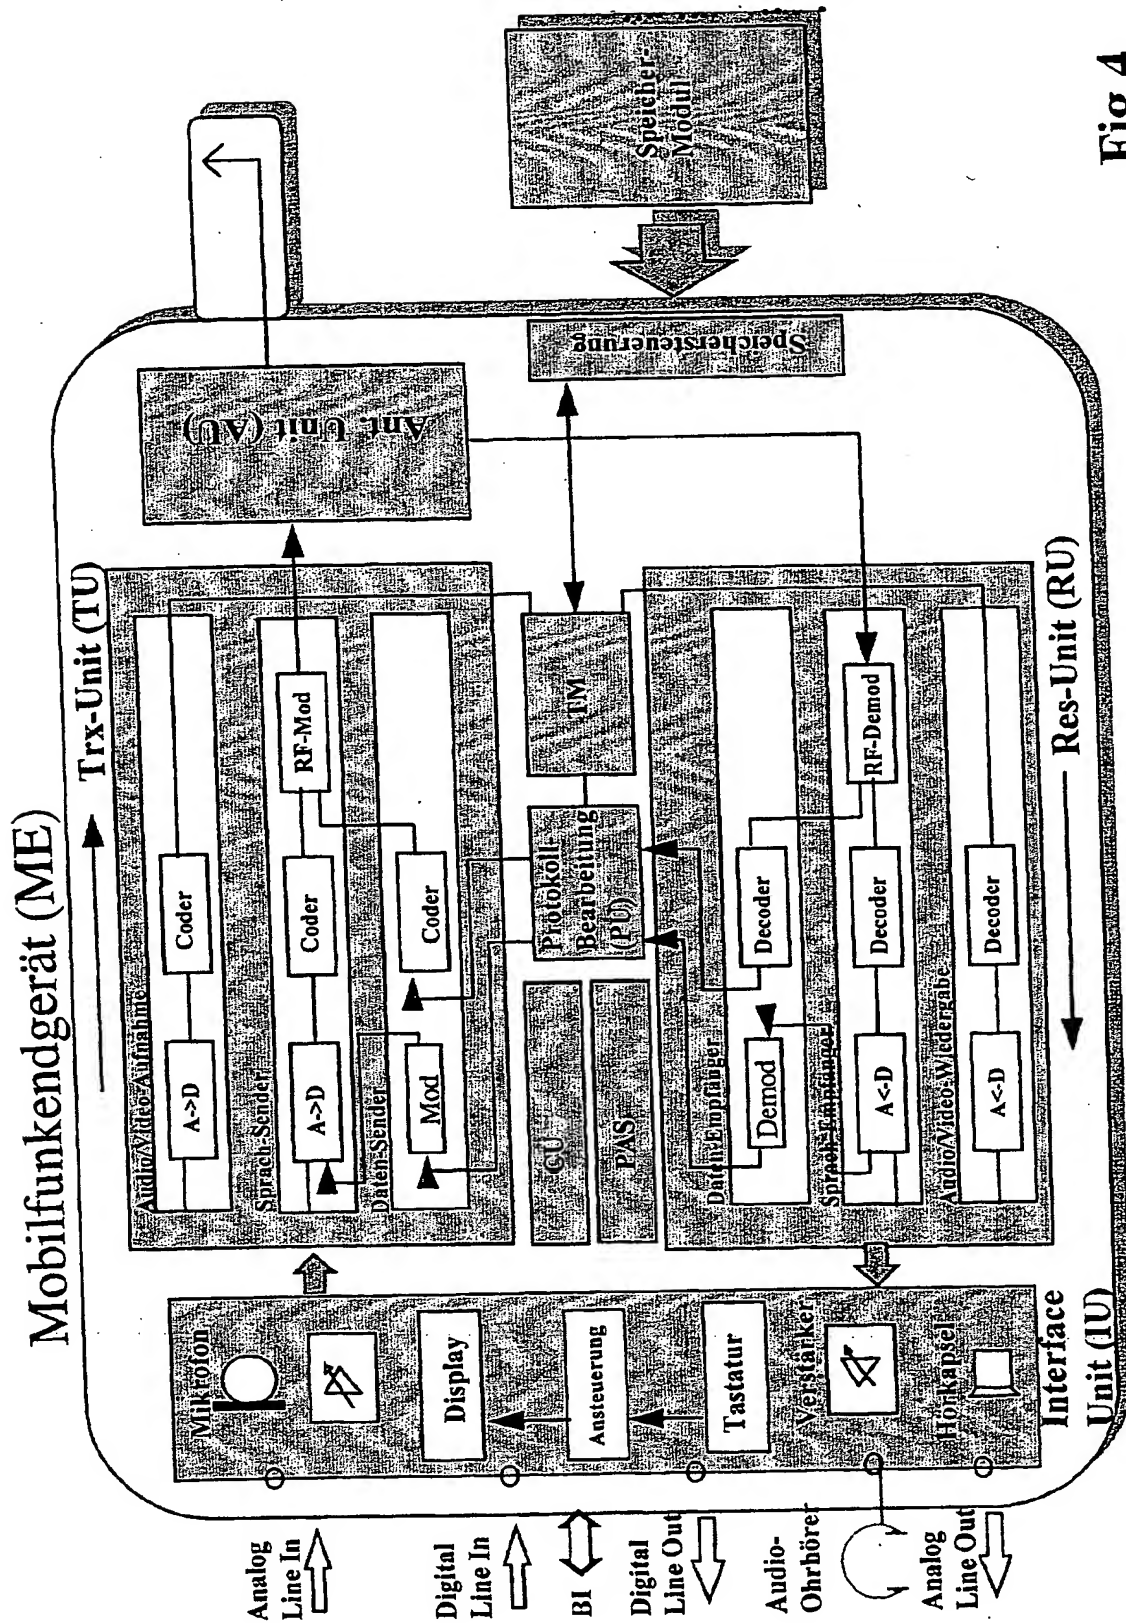 Mobilfunkendgerät (ME)
Trx-Unit (TU)
Audio/Video-Aufnahme
A->D
Coder
Sprach-Sender
A->D
Coder
RF-Mod
Daten-Sender
Mod
Coder
Ant. Unit (AU)
Mikrofon
Display
Ansteuerung
Tastatur
Verstärker
Hörkapsel
Interface
Unit (IU)
CU
PAS
Protokoll-
Bearbeitung
(PU)
TM
Speichersteuerung
Speicher-
Modul
Daten-Empfänger
Demod
Decoder
Sprach-Empfänger
A<-D
Decoder
RF-Demod
Audio/Video-Wiedergabe
A<-D
Decoder
Res-Unit (RU)
Analog
Line In
Digital
Line In
BI
Digital
Line Out
Audio-
Ohrhörer
Analog
Line Out
Fig 4